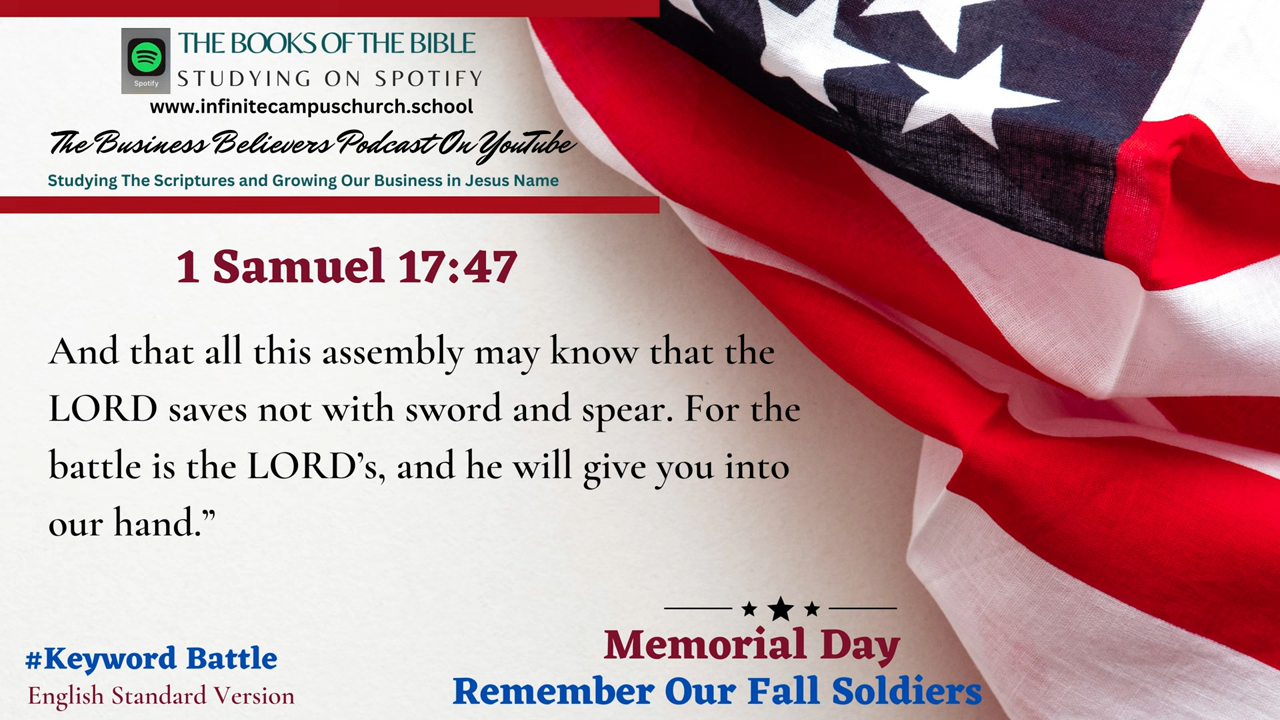 THE BOOKS OF THE BIBLE
Spotify
STUDYING ON SPOTIFY
www.infinitecampuschurch.school
The Business Believers Podcast On YouTube
Studying The Scriptures and Growing Our Business in Jesus Name
1 Samuel 17:47
And that all this assembly may know that the
LORD saves not with sword and spear. For the
battle is the LORD’s, and he will give you into
our hand.”
Memorial Day
#Keyword Battle
Remember Our Fall Soldiers
English Standard Version